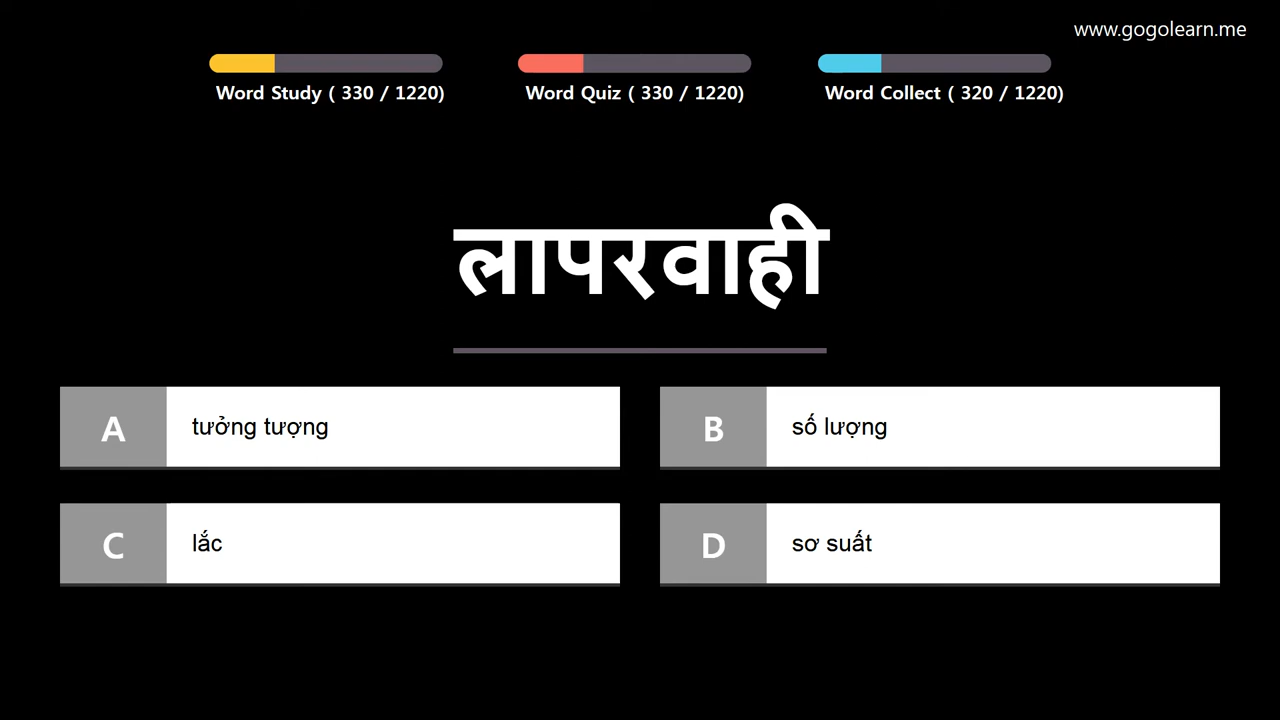 www.gogolearn.me
Word Study ( 330 / 1220)
Word Quiz ( 330 / 1220)
Word Collect ( 320 / 1220)
लापरवाही
A
tưởng tượng
B
số lượng
C
lắc
D
sơ suất